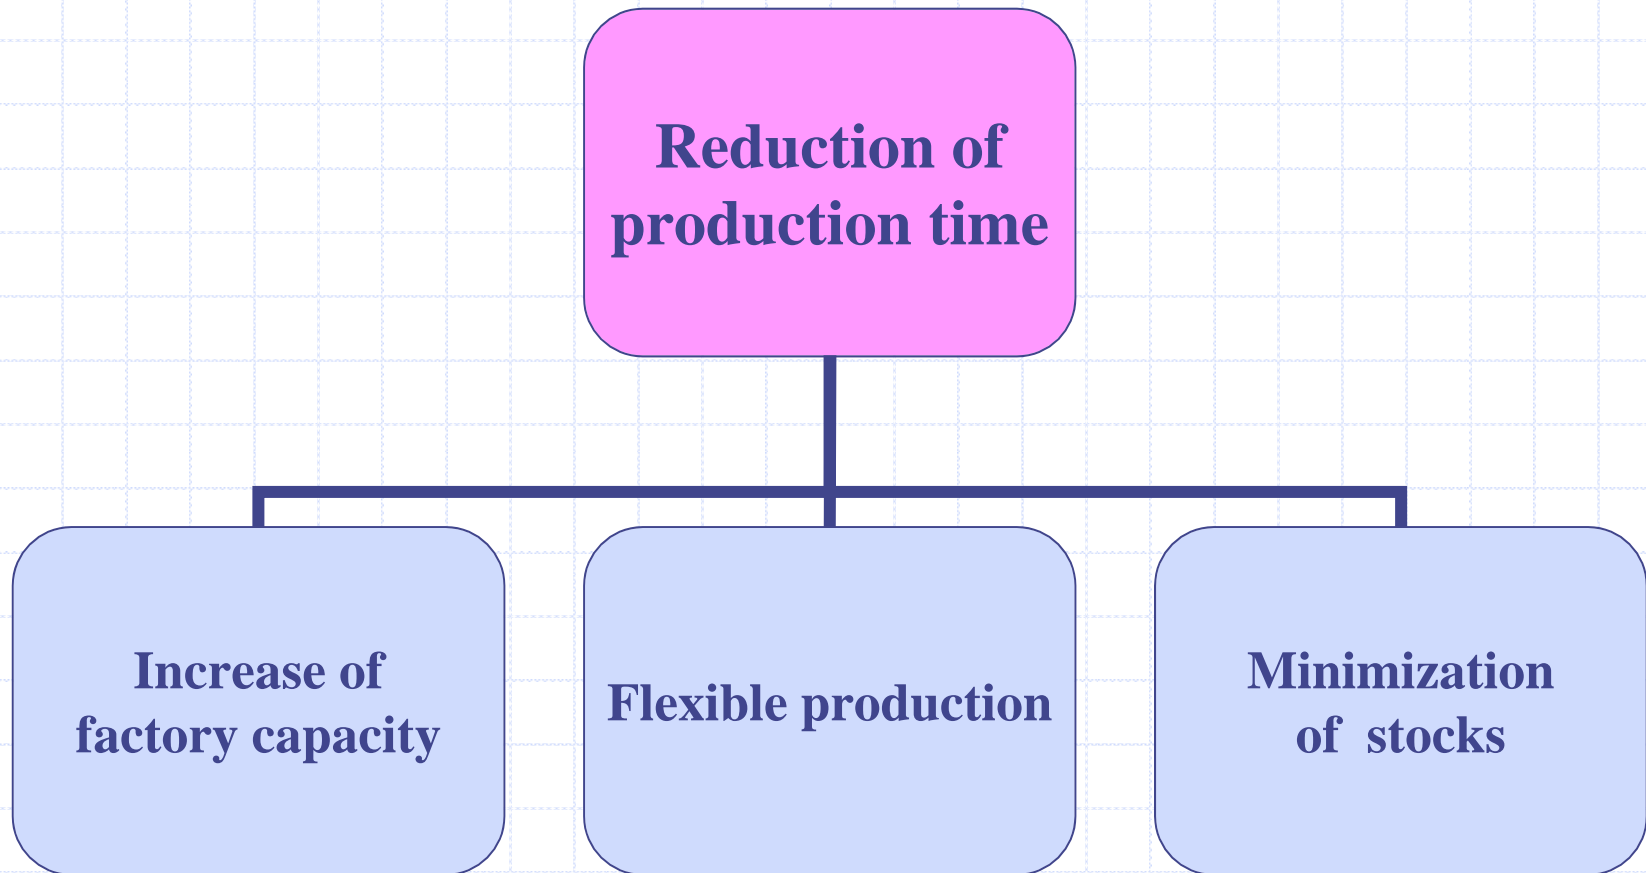 Reduction of
production time
Increase of
factory capacity
Flexible production
Minimization
of  stocks